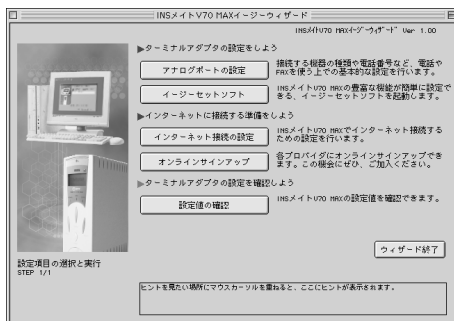 INSメイトV70 MAXイージーウィザード
INSメイトV70 MAXイージーウィザード Ver 1.00
▶ターミナルアダプタの設定をしよう
アナログポートの設定
接続する機器の種類や電話番号など、電話や
FAXを使う上での基本的な設定を行います。
イージーセットソフト
INSメイトV70 MAXの豊富な機能が簡単に設定で
きる、イージーセットソフトを起動します。
▶インターネットに接続する準備をしよう
インターネット接続の設定
INSメイトV70 MAXでインターネット接続する
ための設定を行います。
オンラインサインアップ
各プロバイダにオンラインサインアップでき
ます。この機会にぜひ、ご加入ください。
▶ターミナルアダプタの設定を確認しよう
設定値の確認
INSメイトV70 MAXの設定値を確認できます。
ウィザード終了
設定項目の選択と実行
STEP 1/1
ヒントを見たい場所にマウスカーソルを重ねると、ここにヒントが表示されます。